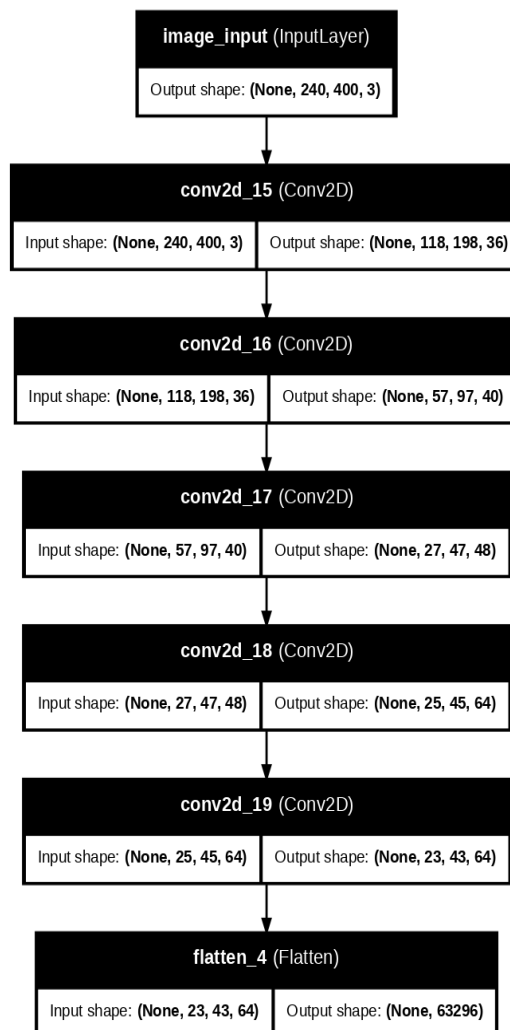 image_input (InputLayer)
Output shape: (None, 240, 400, 3)
conv2d_15 (Conv2D)
Input shape: (None, 240, 400, 3) Output shape: (None, 118, 198, 36)
conv2d_16 (Conv2D)
Input shape: (None, 118, 198, 36) Output shape: (None, 57, 97, 40)
conv2d_17 (Conv2D)
Input shape: (None, 57, 97, 40) Output shape: (None, 27, 47, 48)
conv2d_18 (Conv2D)
Input shape: (None, 27, 47, 48) Output shape: (None, 25, 45, 64)
conv2d_19 (Conv2D)
Input shape: (None, 25, 45, 64) Output shape: (None, 23, 43, 64)
flatten_4 (Flatten)
Input shape: (None, 23, 43, 64) Output shape: (None, 63296)